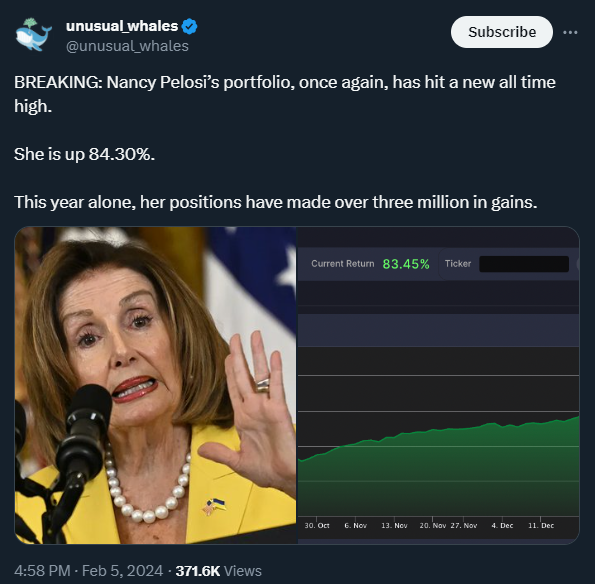 unusual_whales
@unusual_whales
Subscribe
BREAKING: Nancy Pelosi’s portfolio, once again, has hit a new all time
high.
She is up 84.30%.
This year alone, her positions have made over three million in gains.
Current Return 83.45% Ticker
30. Oct 6. Nov 13. Nov 20. Nov 27. Nov 4. Dec 11. Dec
4:58 PM · Feb 5, 2024 · 371.6K Views